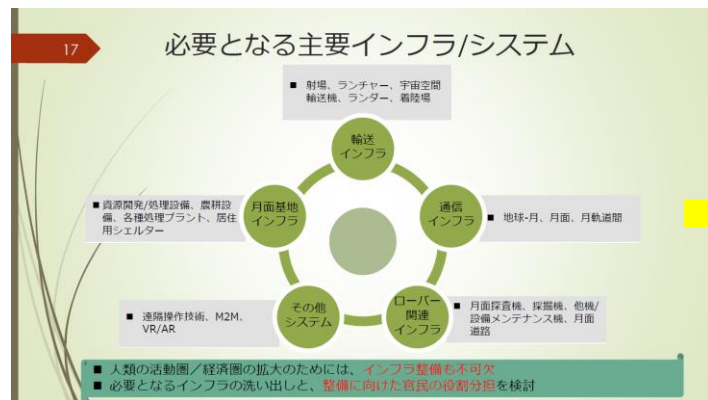 17
必要となる主要インフラ/システム
■ 射場、ランチャー、宇宙空間
輸送機、ランダー、着陸場
輸送
インフラ
■ 資源開発/処理設備、農耕設
備、各種処理プラント、居住
用シェルター
月面基地
インフラ
通信
インフラ
■ 地球-月、月面、月軌道間
■ 遠隔操作技術、M2M、
VR/AR
その他
システム
ローバー
関連
インフラ
■ 月面探査機、採掘機、他機/
設備メンテナンス機、月面
道路
■ 人類の活動圏／経済圏の拡大のためには、インフラ整備も不可欠
■ 必要となるインフラの洗い出しと、整備に向けた官民の役割分担を検討